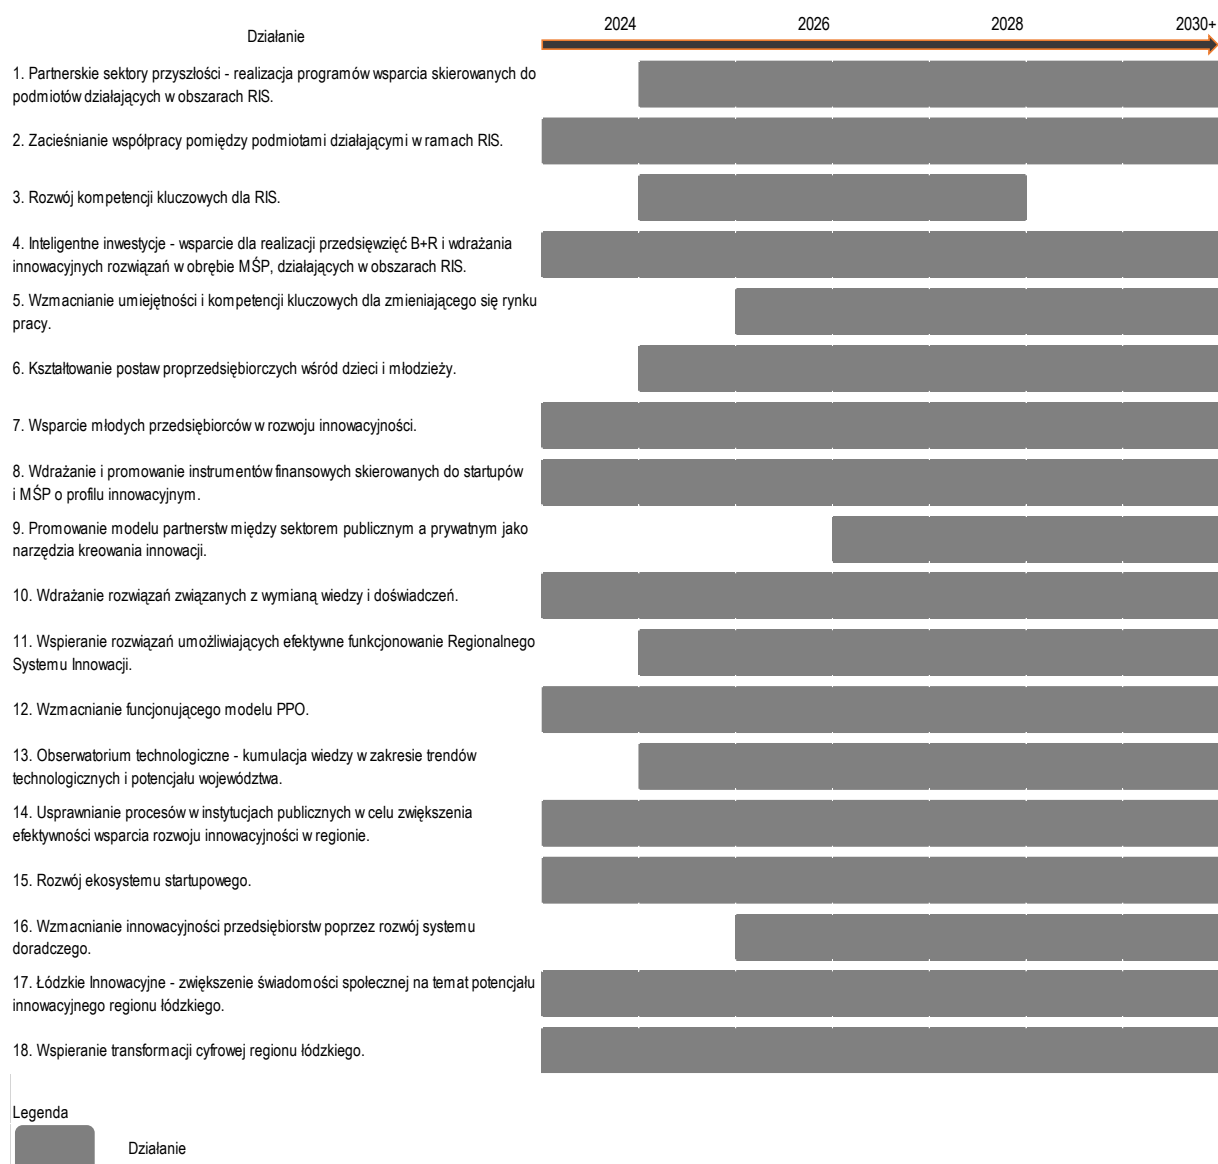 Działanie
2024 2026 2028 2030+
1. Partnerskie sektory przyszłości - realizacja programów wsparcia skierowanych do
podmiotów działających w obszarach RIS.
2. Zacieśnianie współpracy pomiędzy podmiotami działającymi w ramach RIS.
3. Rozwój kompetencji kluczowych dla RIS.
4. Inteligentne inwestycje - wsparcie dla realizacji przedsięwzięć B+R i wdrażania
innowacyjnych rozwiązań w obrębie MŚP, działających w obszarach RIS.
5. Wzmacnianie umiejętności i kompetencji kluczowych dla zmieniającego się rynku
pracy.
6. Kształtowanie postaw proprzedsiębiorczych wśród dzieci i młodzieży.
7. Wsparcie młodych przedsiębiorców w rozwoju innowacyjności.
8. Wdrażanie i promowanie instrumentów finansowych skierowanych do startupów
i MŚP o profilu innowacyjnym.
9. Promowanie modelu partnerstw między sektorem publicznym a prywatnym jako
narzędzia kreowania innowacji.
10. Wdrażanie rozwiązań związanych z wymianą wiedzy i doświadczeń.
11. Wspieranie rozwiązań umożliwiających efektywne funkcjonowanie Regionalnego
Systemu Innowacji.
12. Wzmacnianie funcjonującego modelu PPO.
13. Obserwatorium technologiczne - kumulacja wiedzy w zakresie trendów
technologicznych i potencjału województwa.
14. Usprawnianie procesów w instytucjach publicznych w celu zwiększenia
efektywności wsparcia rozwoju innowacyjności w regionie.
15. Rozwój ekosystemu startupowego.
16. Wzmacnianie innowacyjności przedsiębiorstw poprzez rozwój systemu
doradczego.
17. Łódzkie Innowacyjne - zwiększenie świadomości społecznej na temat potencjału
innowacyjnego regionu łódzkiego.
18. Wspieranie transformacji cyfrowej regionu łódzkiego.
Legenda
Działanie